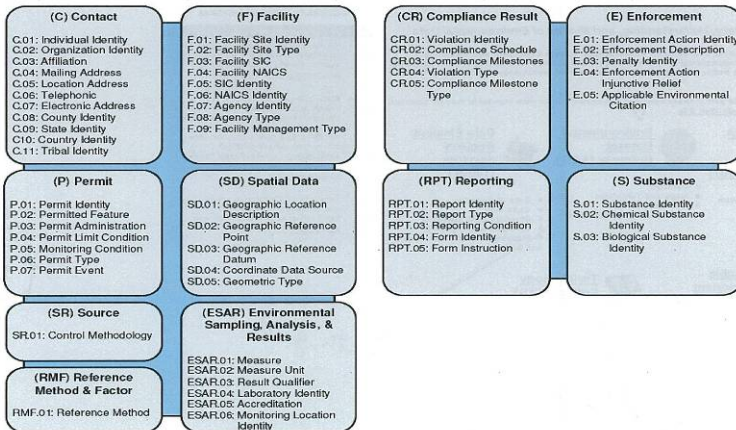 (C) Contact
C.01: Individual Identity
C.02: Organization Identity
C.03: Affiliation
C.04: Mailing Address
C.05: Location Address
C.06: Telephonic
C.07: Electronic Address
C.08: County Identity
C.09: State Identity
C10: Country Identity
C.11: Tribal Identity
(F) Facility
F.01: Facility Site Identity
F.02: Facility Site Type
F.03: Facility SIC
F.04: Facility NAICS
F.05: SIC Identity
F.06: NAICS Identity
F.07: Agency Identity
F.08: Agency Type
F.09: Facility Management Type
(P) Permit
P.01: Permit Identity
P.02: Permitted Feature
P.03: Permit Administration
P.04: Permit Limit Condition
P.05: Monitoring Condition
P.06: Permit Type
P.07: Permit Event
(SD) Spatial Data
SD.01: Geographic Location
Description
SD.02: Geographic Reference
Point
SD.03: Geographic Reference
Datum
SD.04: Coordinate Data Source
SD.05: Geometric Type
(SR) Source
SR.01: Control Methodology
(RMF) Reference
Method & Factor
RMF.01: Reference Method
(ESAR) Environmental
Sampling, Analysis, &
Results
ESAR.01: Measure
ESAR.02: Measure Unit
ESAR.03: Result Qualifier
ESAR.04: Laboratory Identity
ESAR.05: Accreditation
ESAR.06: Monitoring Location
Identity
(CR) Compliance Result
CR.01: Violation Identity
CR.02: Compliance Schedule
CR.03: Compliance Milestones
CR.04: Violation Type
CR.05: Compliance Milestone
Type
(E) Enforcement
E.01: Enforcement Action Identity
E.02: Enforcement Description
E.03: Penalty Identity
E.04: Enforcement Action
Injunctive Relief
E.05: Applicable Environmental
Citation
(RPT) Reporting
RPT.01: Report Identity
RPT.02: Report Type
RPT.03: Reporting Condition
RPT.04: Form Identity
RPT.05: Form Instruction
(S) Substance
S.01: Substance Identity
S.02: Chemical Substance
Identity
S.03: Biological Substance
Identity